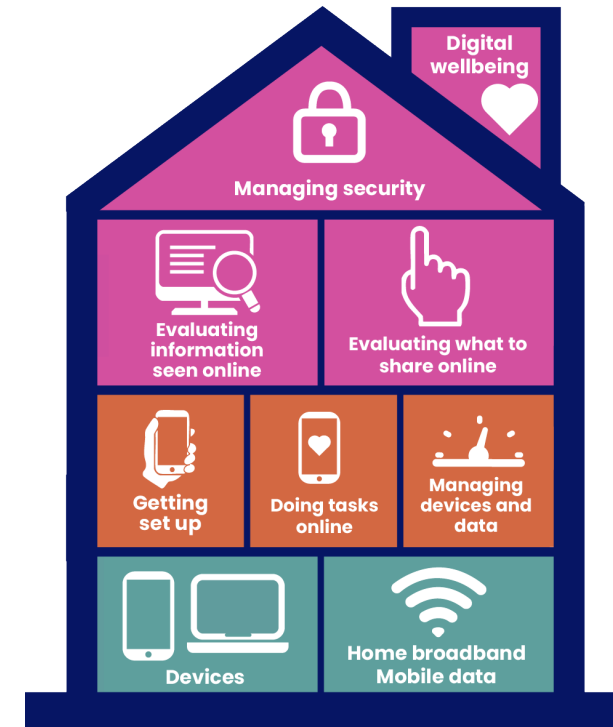 Digital
wellbeing
Managing security
Evaluating
information
seen online
Evaluating what to
share online
Getting
set up
Doing tasks
online
Managing
devices and
data
Devices
Home broadband
Mobile data